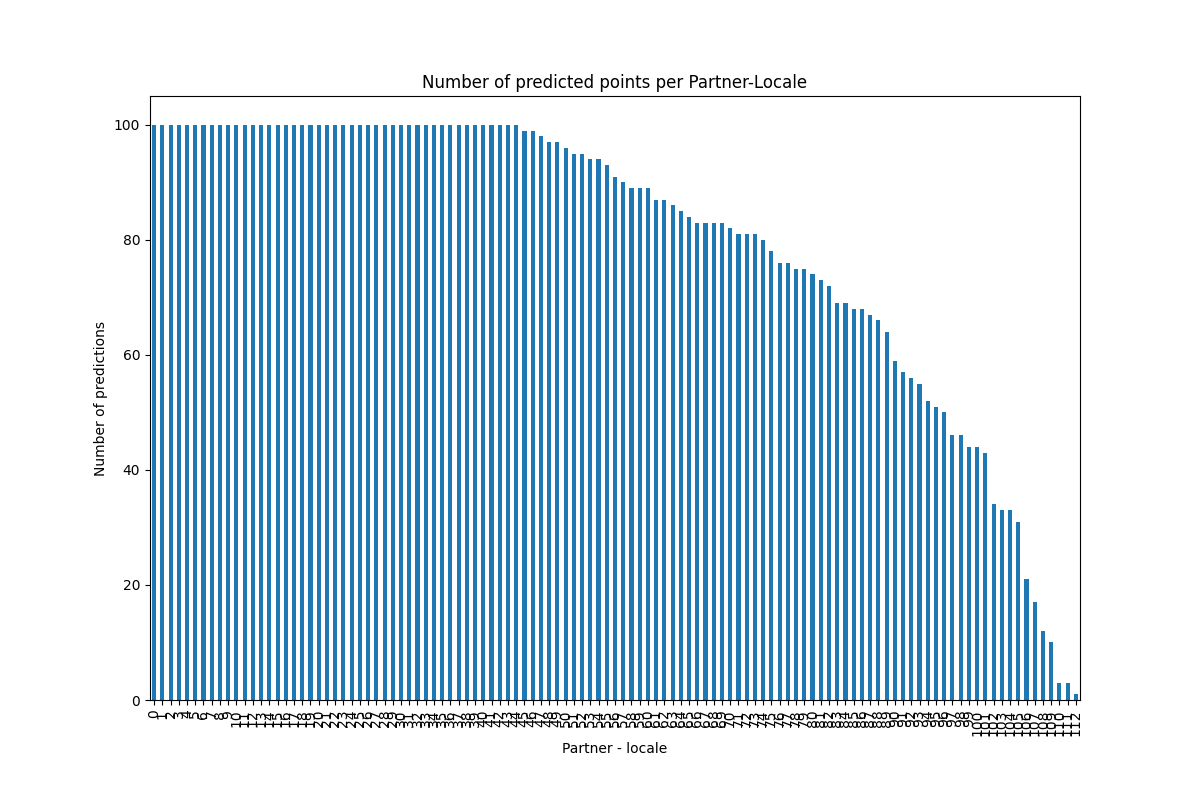 Number of predicted points per Partner-Locale
100
80
60
40
20
0
Number of predictions
0 1 2 3 4 5 6 7 8 9 10 11 12 13 14 15 16 17 18 19 20 21 22 23 24 25 26 27 28 29 30 31 32 33 34 35 36 37 38 39 40 41 42 43 44 45 46 47 48 49 50 51 52 53 54 55 56 57 58 59 60 61 62 63 64 65 66 67 68 69 70 71 72 73 74 75 76 77 78 79 80 81 82 83 84 85 86 87 88 89 90 91 92 93 94 95 96 97 98 99 100 101 102 103 104 105 106 107 108 109 110 111 112
Partner - locale